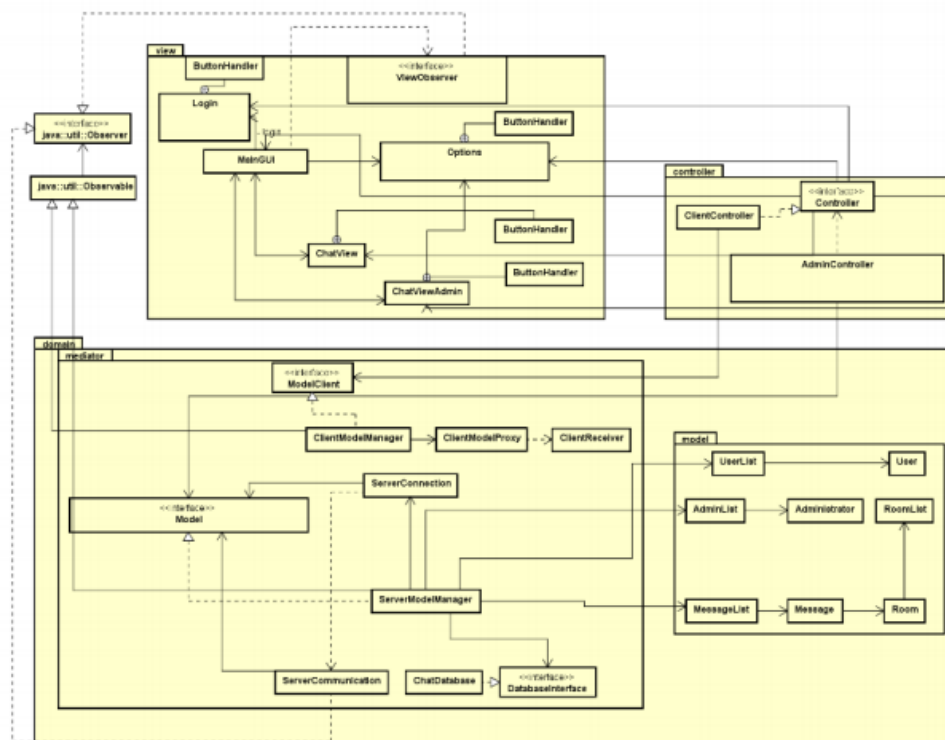 view
ButtonHandler
<<interface>>
ViewObserver
Login
<<interface>>
java::util::Observer
ButtonHandler
login
Options
MainGUI
controller
java::util::Observable
<<interface>>
Controller
ClientController
ButtonHandler
ChatView
AdminController
ButtonHandler
ChatViewAdmin
domain
mediator
<<interface>>
ModelClient
ClientModelManager
ClientModelProxy
ClientReceiver
model
UserList
User
ServerConnection
<<interface>>
Model
AdminList
Administrator
RoomList
ServerModelManager
MessageList
Message
Room
ServerCommunication
ChatDatabase
<<interface>>
DatabaseInterface